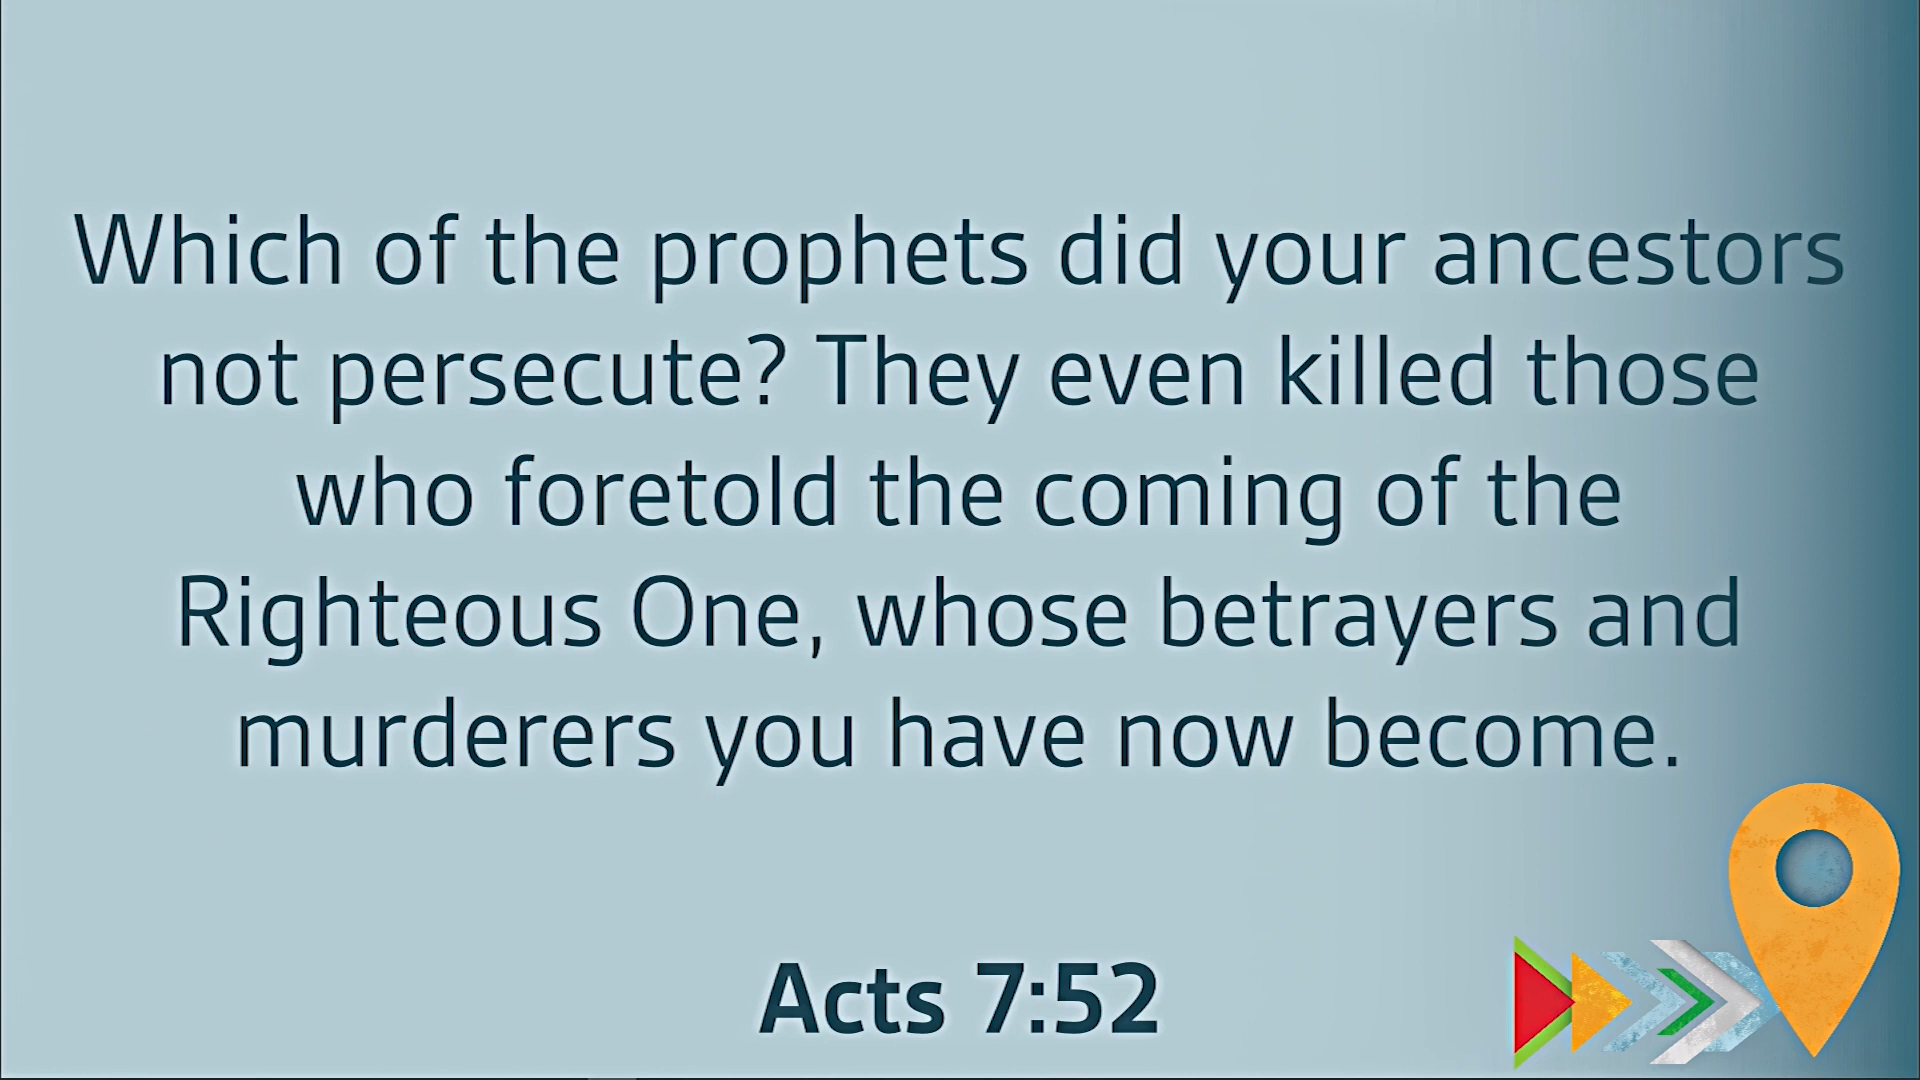 Which of the prophets did your ancestors
not persecute? They even killed those
who foretold the coming of the
Righteous One, whose betrayers and
murderers you have now become.
Acts 7:52